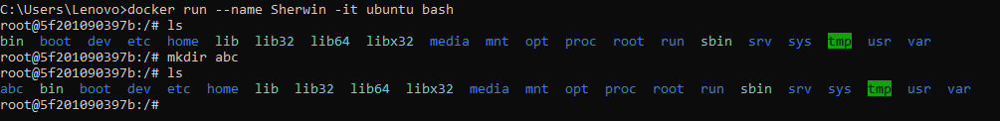 C:\Users\Lenovo>docker run --name Sherwin -it ubuntu bash
root@5f201090397b:/# ls
bin  boot  dev  etc  home  lib  lib32  lib64  libx32  media  mnt  opt  proc  root  run  sbin  srv  sys  tmp  usr  var
root@5f201090397b:/# mkdir abc
root@5f201090397b:/# ls
abc  bin  boot  dev  etc  home  lib  lib32  lib64  libx32  media  mnt  opt  proc  root  run  sbin  srv  sys  tmp  usr  var
root@5f201090397b:/#